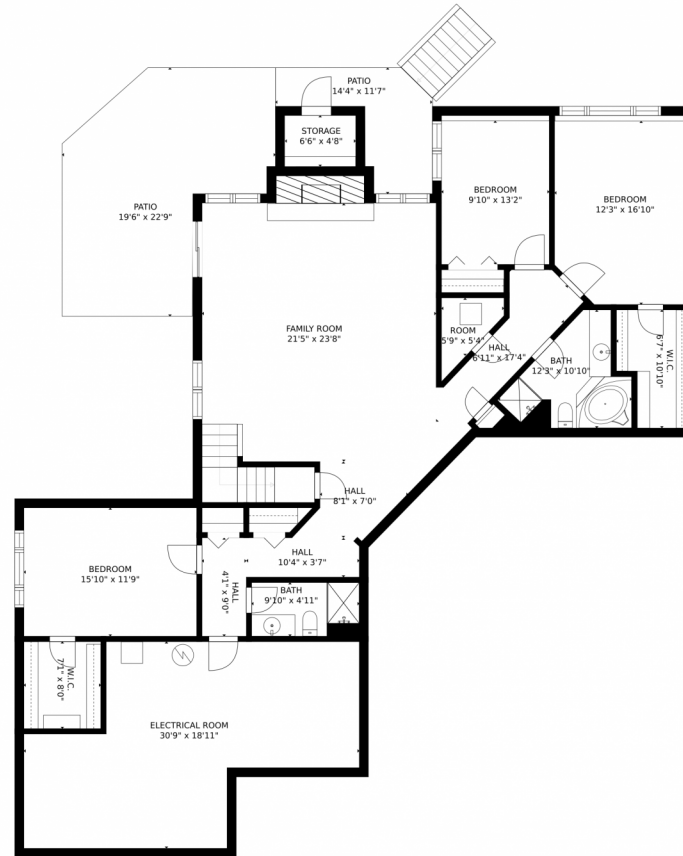 PATIO
14'4" x 11'7"
STORAGE
6'6" x 4'8"
BEDROOM
9'10" x 13'2"
BEDROOM
12'3" x 16'10"
PATIO
19'6" x 22'9"
FAMILY ROOM
21'5" x 23'8"
ROOM
5'9" x 5'4"
HALL
6'11" x 17'4"
BATH
12'3" x 10'10"
W.I.C.
6'7" x 10'10"
HALL
8'1" x 7'0"
HALL
10'4" x 3'7"
BEDROOM
15'10" x 11'9"
HALL
4'1" x 9'0"
BATH
9'10" x 4'11"
W.I.C.
7'1" x 8'0"
ELECTRICAL ROOM
30'9" x 18'11"